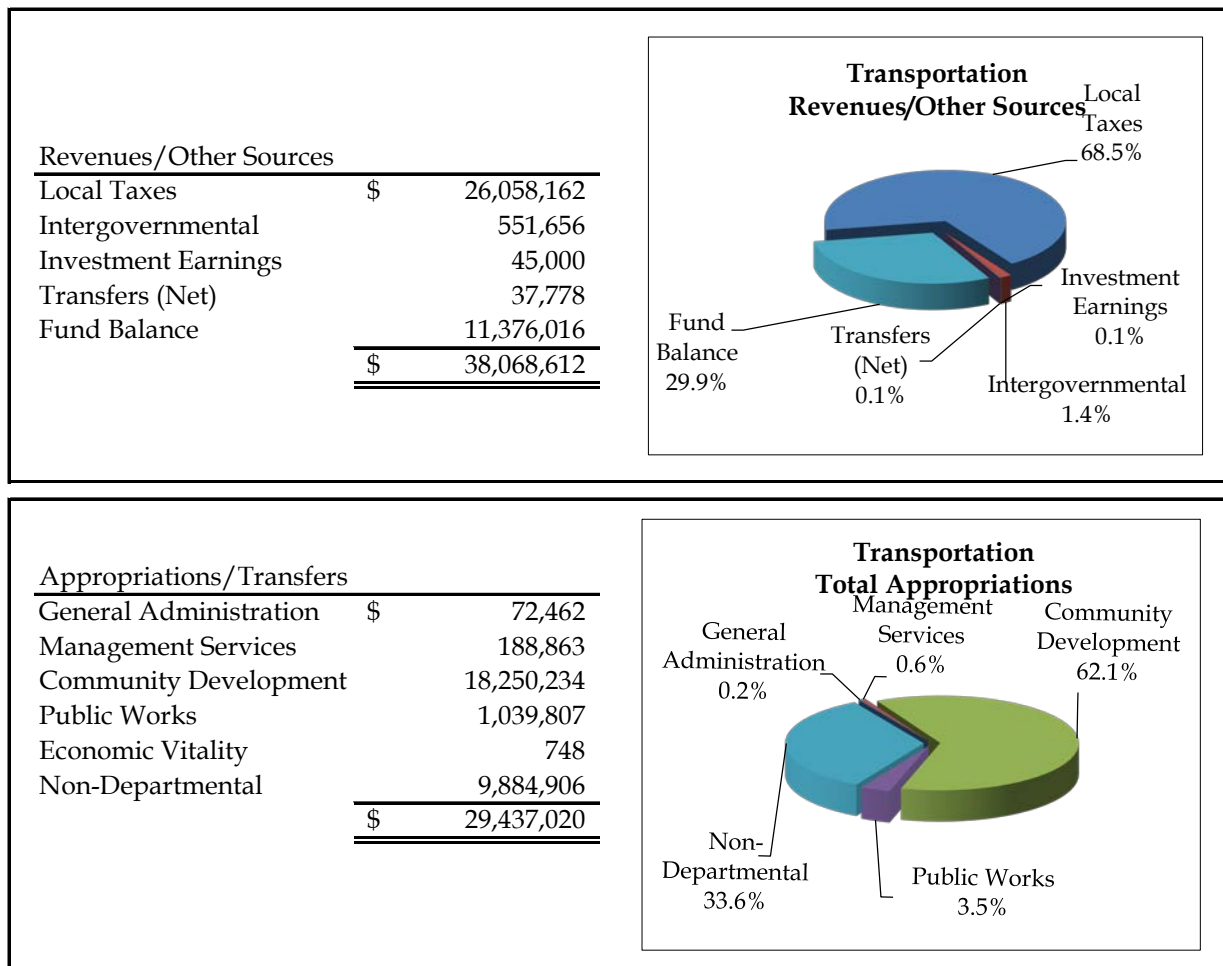 Revenues/Other Sources
Local Taxes $ 26,058,162
Intergovernmental 551,656
Investment Earnings 45,000
Transfers (Net) 37,778
Fund Balance 11,376,016
$ 38,068,612
Transportation
Revenues/Other Sources
Local
Taxes
68.5%
Investment
Earnings
0.1%
Intergovernmental
1.4%
Transfers
(Net)
0.1%
Fund
Balance
29.9%
Appropriations/Transfers
General Administration $ 72,462
Management Services 188,863
Community Development 18,250,234
Public Works 1,039,807
Economic Vitality 748
Non-Departmental 9,884,906
$ 29,437,020
Transportation
Total Appropriations
General
Administration
0.2%
Management
Services
0.6%
Community
Development
62.1%
Non-
Departmental
33.6%
Public Works
3.5%